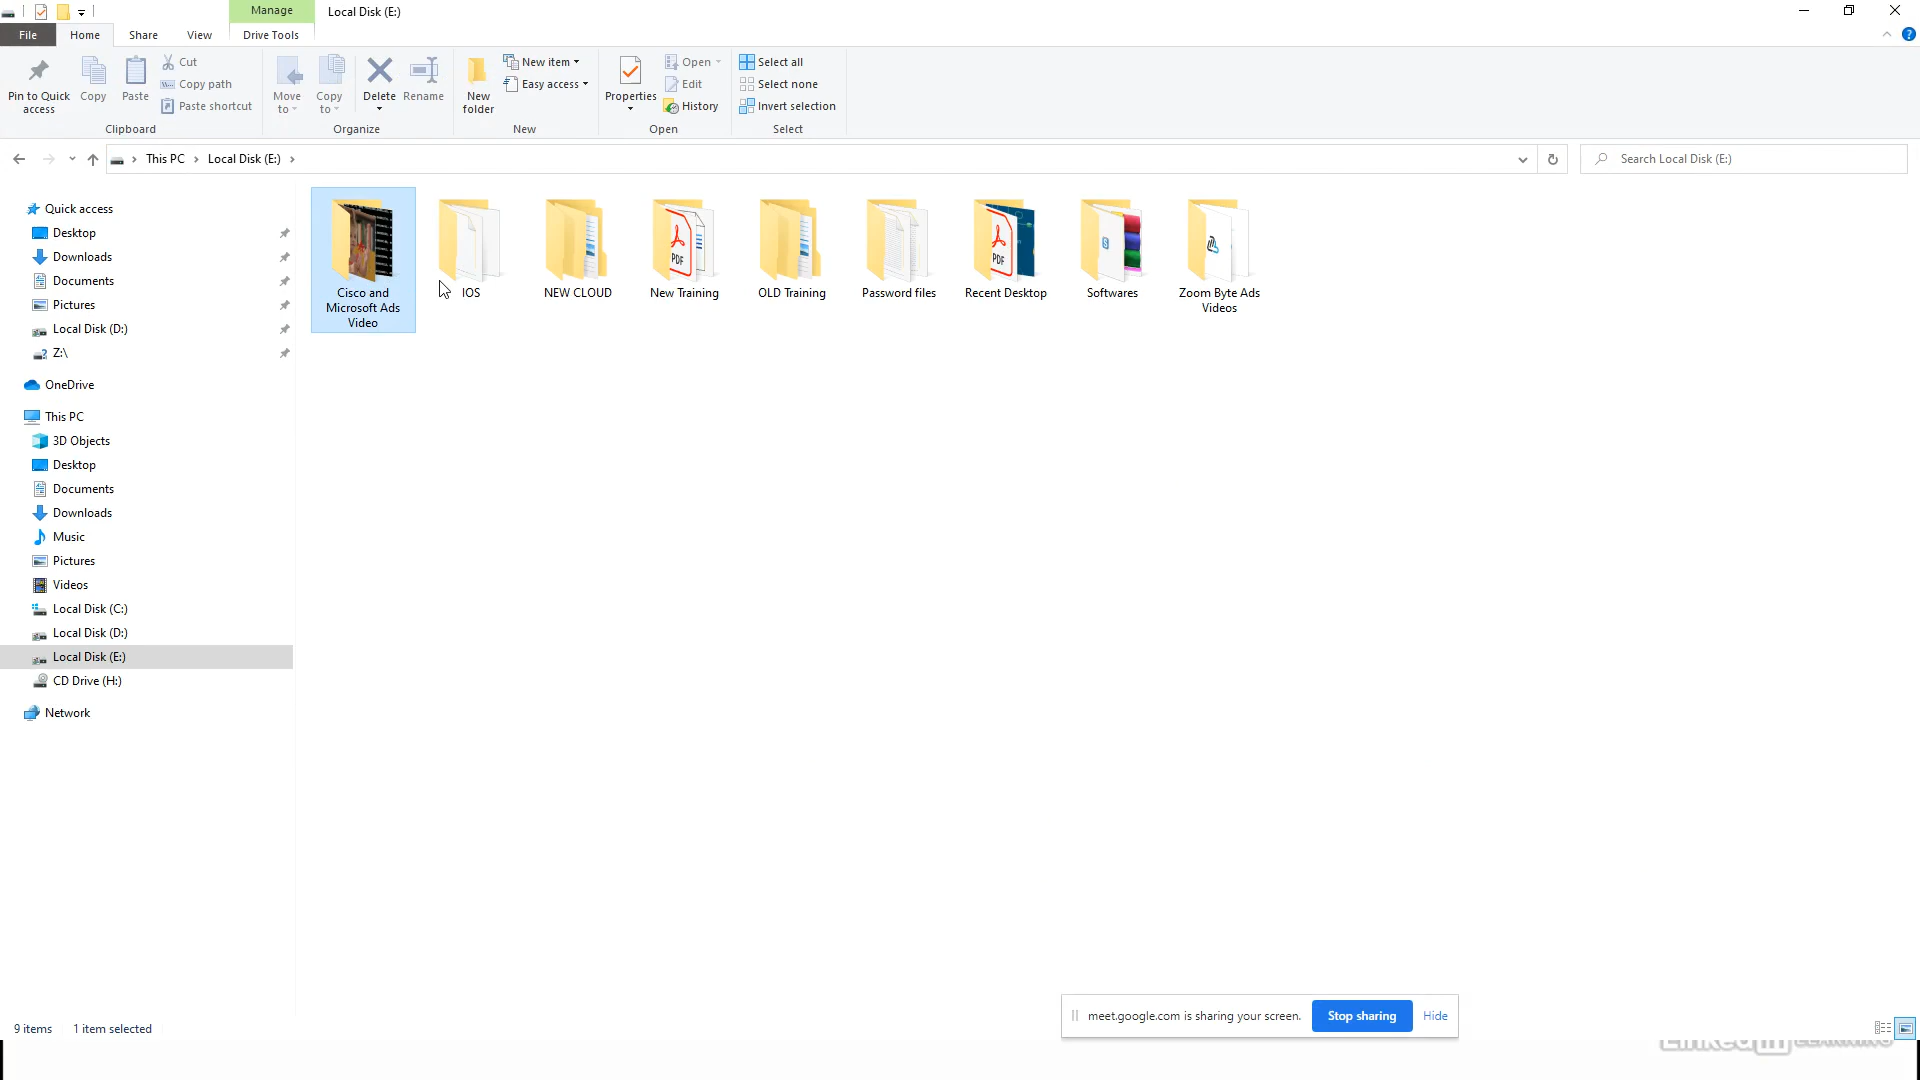 Manage
Local Disk (E:)
File
Home
Share
View
Drive Tools
Pin to Quick access
Copy
Paste
Cut
Copy path
Paste shortcut
Clipboard
Move to
Copy to
Delete
Rename
Organize
New folder
New item
Easy access
New
Properties
Open
Edit
History
Open
Select all
Select none
Invert selection
Select
This PC
Local Disk (E:)
Search Local Disk (E:)
Quick access
Desktop
Downloads
Documents
Pictures
Local Disk (D:)
Z:\
OneDrive
This PC
3D Objects
Desktop
Documents
Downloads
Music
Pictures
Videos
Local Disk (C:)
Local Disk (D:)
Local Disk (E:)
CD Drive (H:)
Network
PDF
PDF
Cisco and
Microsoft Ads
Video
IOS
NEW CLOUD
New Training
OLD Training
Password files
Recent Desktop
Softwares
Zoom Byte Ads
Videos
9 items
1 item selected
meet.google.com is sharing your screen.
Stop sharing
Hide
LinkedIn LEARNING